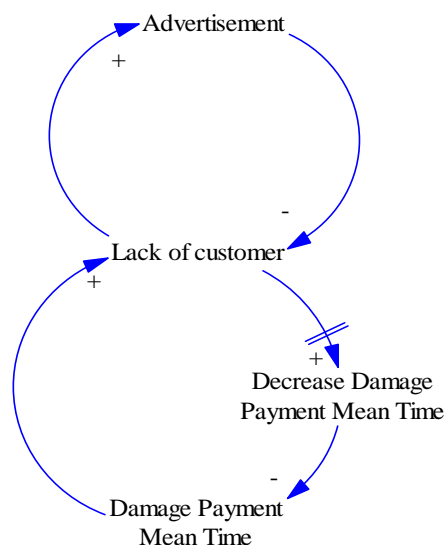 Advertisement
+
-
Lack of customer
+
+
Decrease Damage
Payment Mean Time
-
Damage Payment
Mean Time